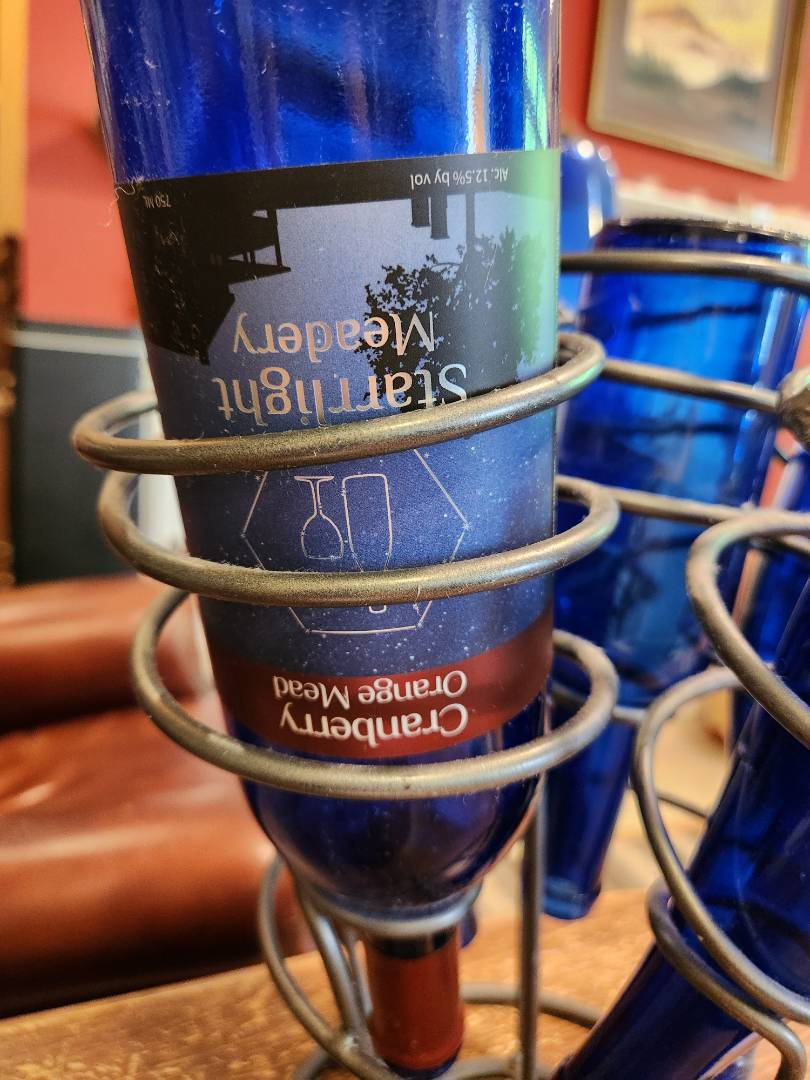 Cranberry
Orange Mead
Starrlight
Meadery
Alc. 12.5% by vol
750 ML